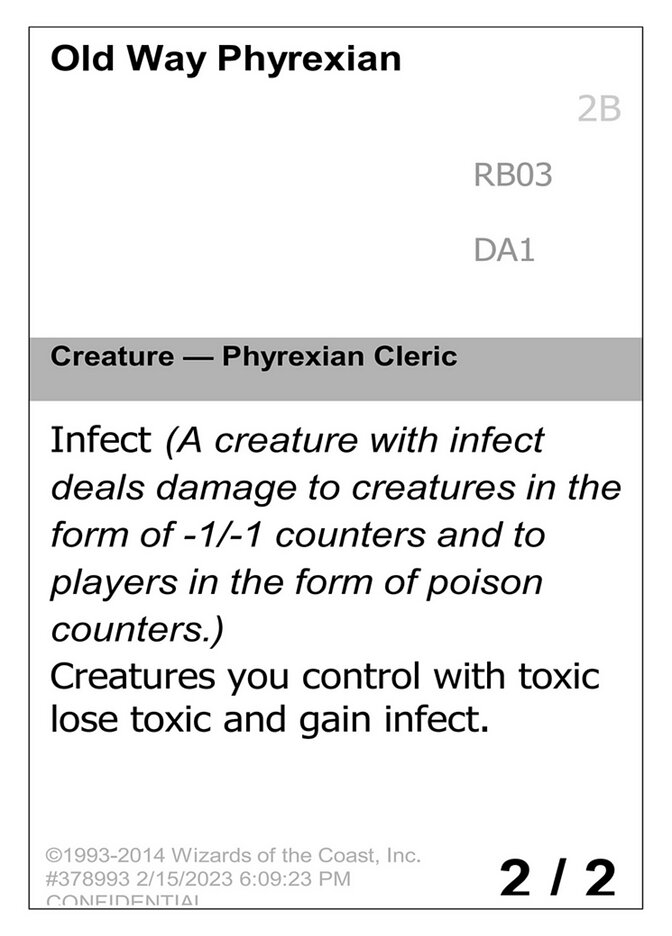 Old Way Phyrexian
2B
RB03
DA1
Creature — Phyrexian Cleric
Infect (A creature with infect
deals damage to creatures in the
form of -1/-1 counters and to
players in the form of poison
counters.)
Creatures you control with toxic
lose toxic and gain infect.
©1993-2014 Wizards of the Coast, Inc.
#378993 2/15/2023 6:09:23 PM
CONFIDENTIAL
2 / 2